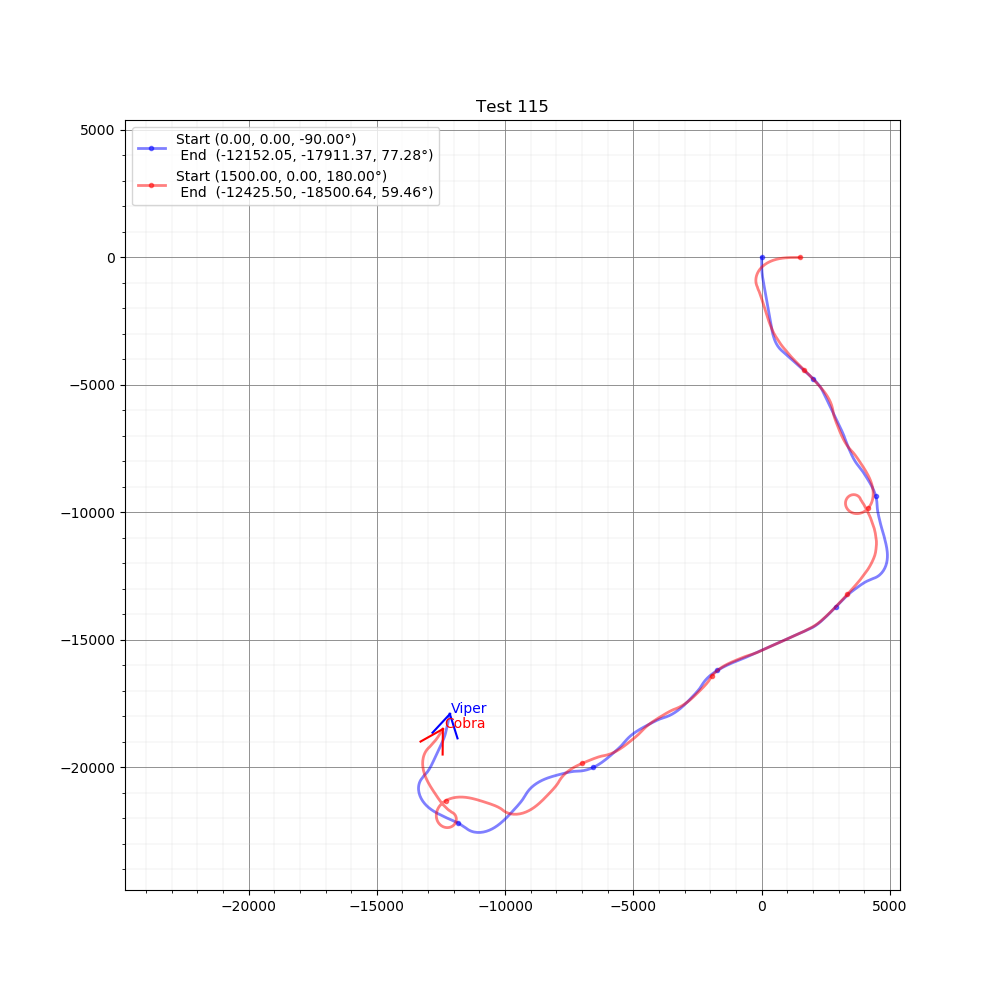 Test 115
Start (0.00, 0.00, -90.00°)
End (-12152.05, -17911.37, 77.28°)
Start (1500.00, 0.00, 180.00°)
End (-12425.50, -18500.64, 59.46°)
5000
0
−5000
−10000
−15000
−20000
Viper
Cobra
−20000
−15000
−10000
−5000
0
5000